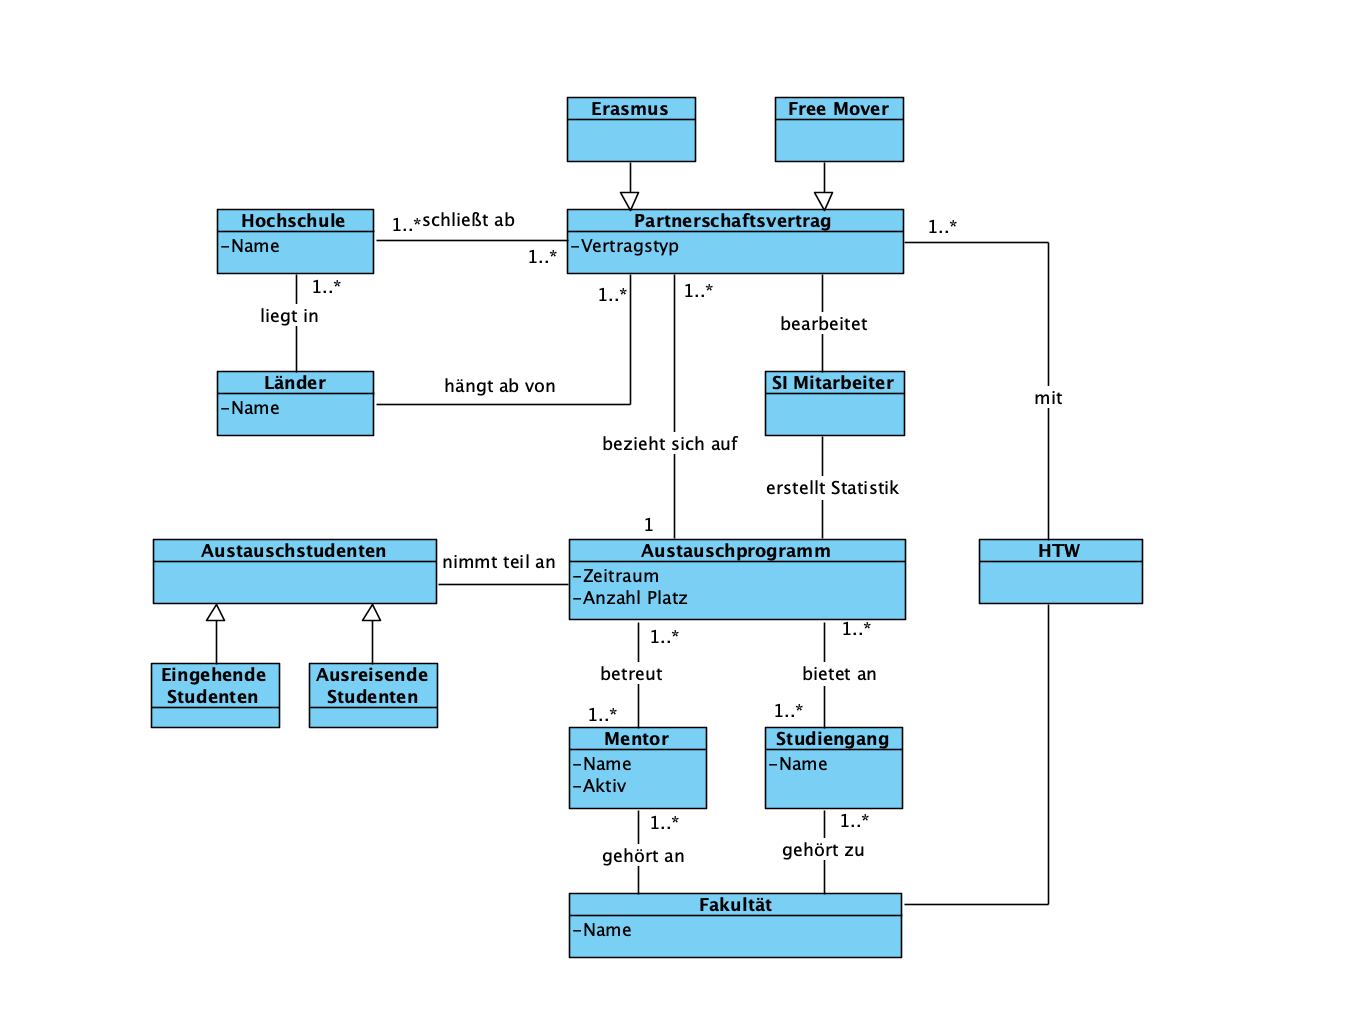 Erasmus
Free Mover
Hochschule
-Name
1..*
schließt ab
1..*
Partnerschaftsvertrag
-Vertragstyp
1..*
1..*
liegt in
1..*
1..*
bearbeitet
Länder
-Name
hängt ab von
SI Mitarbeiter
mit
bezieht sich auf
erstellt Statistik
1
Austauschstudenten
nimmt teil an
Austauschprogramm
-Zeitraum
-Anzahl Platz
HTW
Eingehende
Studenten
Ausreisende
Studenten
1..*
1..*
betreut
bietet an
1..*
1..*
Mentor
-Name
-Aktiv
Studiengang
-Name
1..*
1..*
gehört an
gehört zu
Fakultät
-Name